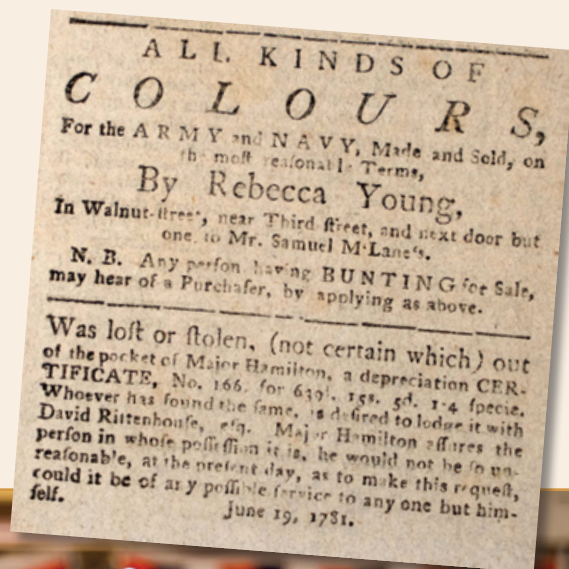 ALL KINDS OF
COLOURS,
For the ARMY and NAVY, Made and Sold, on
the moſt reaſonable Terms,
By Rebecca Young,
In Walnut-ſtreet, near Third ſtreet, and next door but
one to Mr. Samuel M'Lane's.
N. B. Any perſon having BUNTING for Sale,
may hear of a Purchaſer, by applying as above.
Was loſt or ſtolen, (not certain which) out
of the pocket of Major Hamilton, a depreciation CER-
TIFICATE, No. 166. for 639l. 15s. 5d. 1-4 ſpecie.
Whoever has found the ſame, is deſired to lodge it with
David Rittenhouſe, eſq. Major Hamilton aſſures the
perſon in whoſe poſſeſſion it is, he would not be ſo un-
reaſonable, at the preſent day, as to make this requeſt,
could it be of any poſſible ſervice to any one but him-
ſelf.
June 19, 1781.